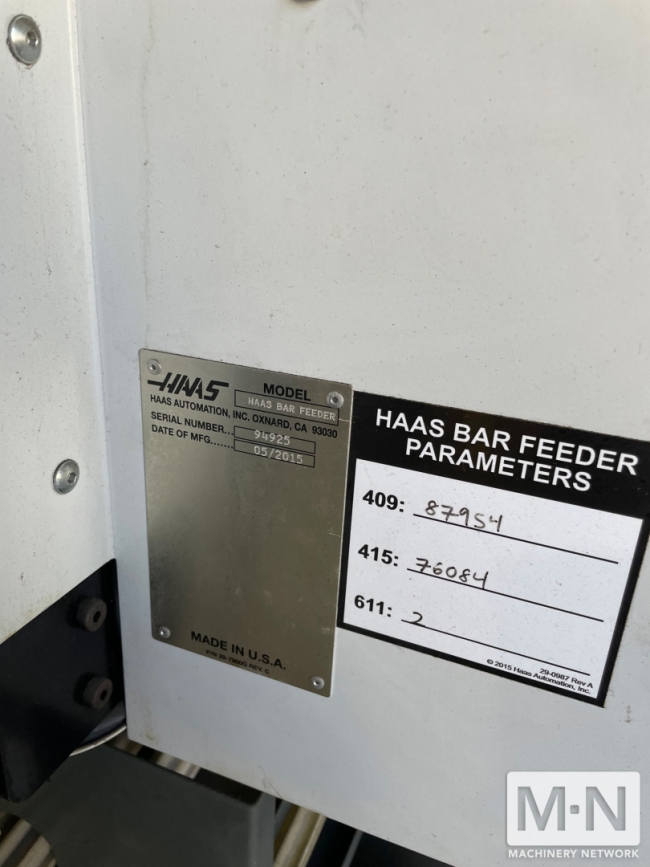 HAAS
MODEL
HAAS BAR FEEDER
HAAS AUTOMATION, INC. OXNARD, CA 93030
SERIAL NUMBER.. 94925
DATE OF MFG...... 05/2015
MADE IN U.S.A.
HAAS BAR FEEDER
PARAMETERS
409: 87954
415: 76084
611: 2
29-0987 Rev A
© 2015 Haas Automation, Inc.
M·N
MACHINERY NETWORK